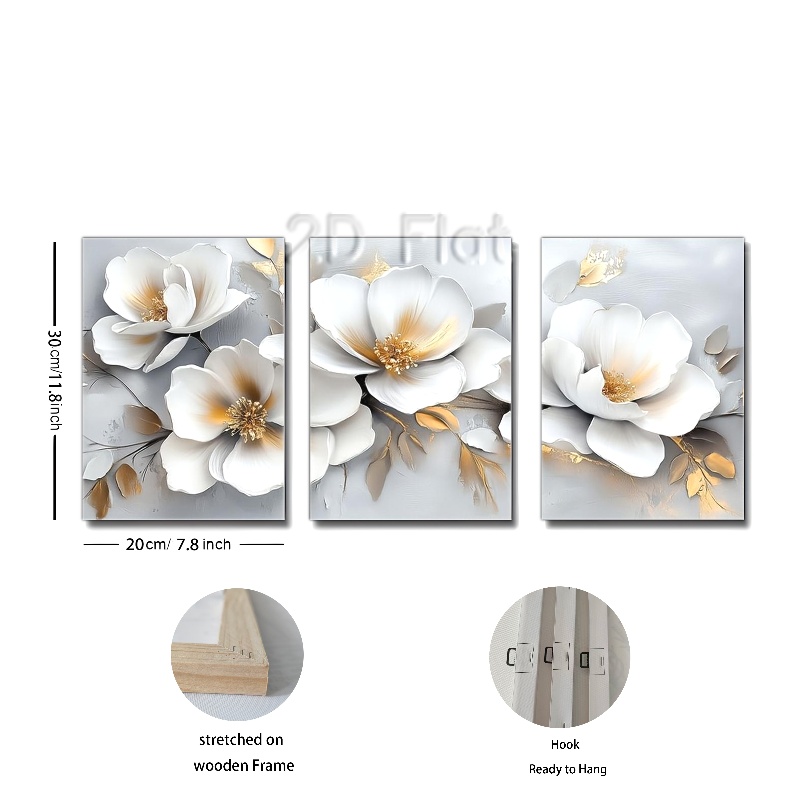 2D Flat
30cm/11.8inch
20cm/ 7.8 inch
stretched on
wooden Frame
Hook
Ready to Hang